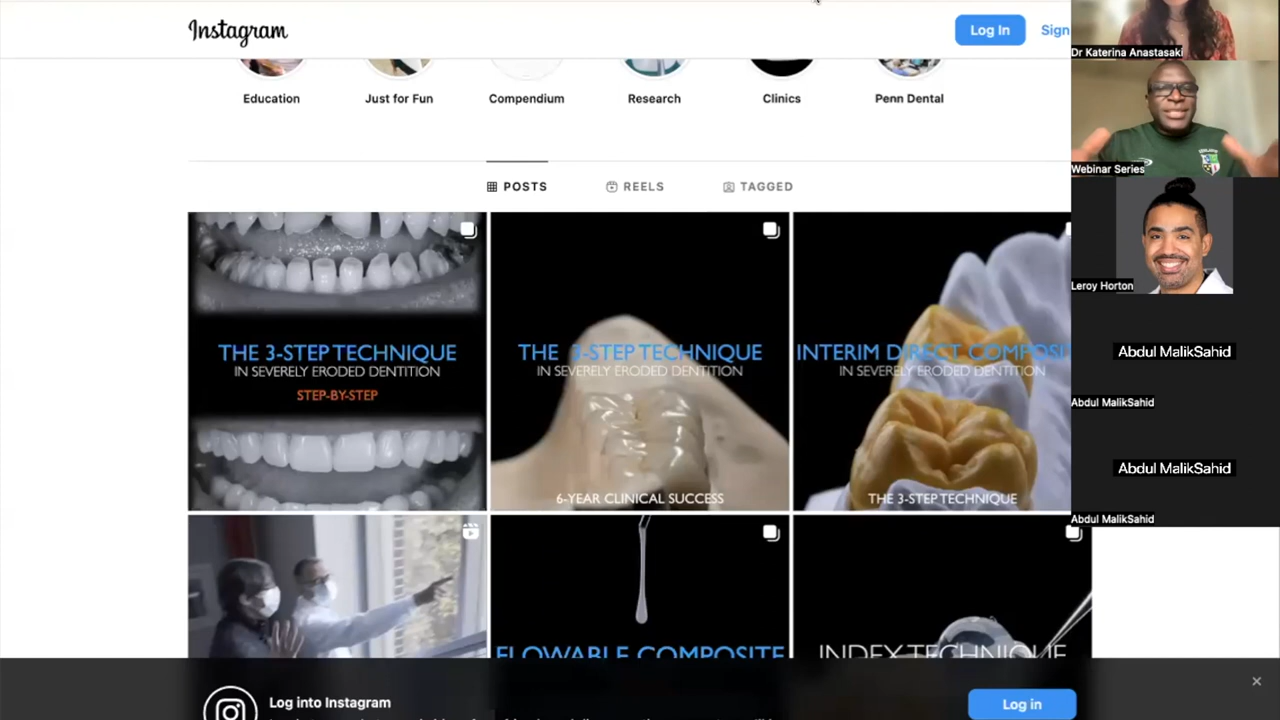 Instagram
Log In
Sign
Education
Just for Fun
Compendium
Research
Clinics
Penn Dental
POSTS
REELS
TAGGED
THE 3-STEP TECHNIQUE
IN SEVERELY ERODED DENTITION
STEP-BY-STEP
THE 3-STEP TECHNIQUE
IN SEVERELY ERODED DENTITION
6-YEAR CLINICAL SUCCESS
INTERIM DIRECT COMPOSI
IN SEVERELY ERODED DENTITION
THE 3-STEP TECHNIQUE
FLOWABLE COMPOSITE
INDEX TECHNIQUE
Log into Instagram
Log in
Dr Katerina Anastasaki
Webinar Series
Leroy Horton
Abdul MalikSahid
Abdul MalikSahid
Abdul MalikSahid
Abdul MalikSahid